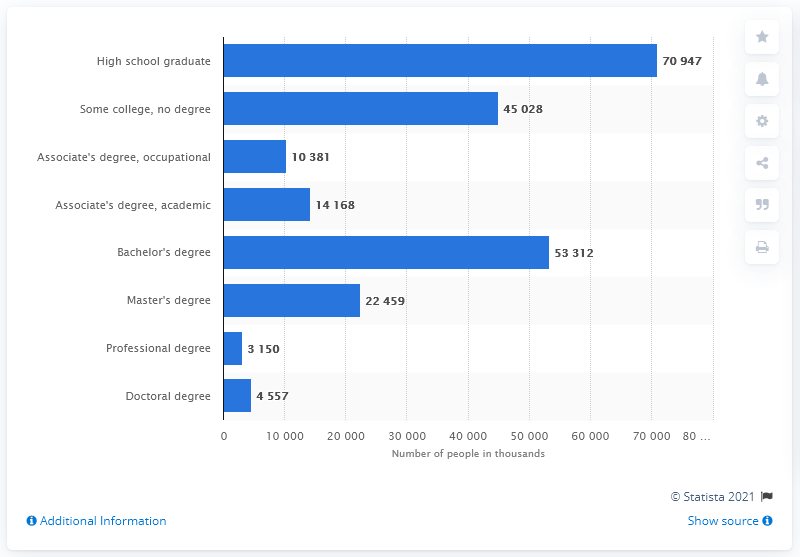 High school graduate 70 947
Some college, no degree 45 028
Associate's degree, occupational 10 381
Associate's degree, academic 14 168
Bachelor's degree 53 312
Master's degree 22 459
Professional degree 3 150
Doctoral degree 4 557
0 10 000 20 000 30 000 40 000 50 000 60 000 70 000 80 ...
Number of people in thousands
© Statista 2021
Additional Information Show source